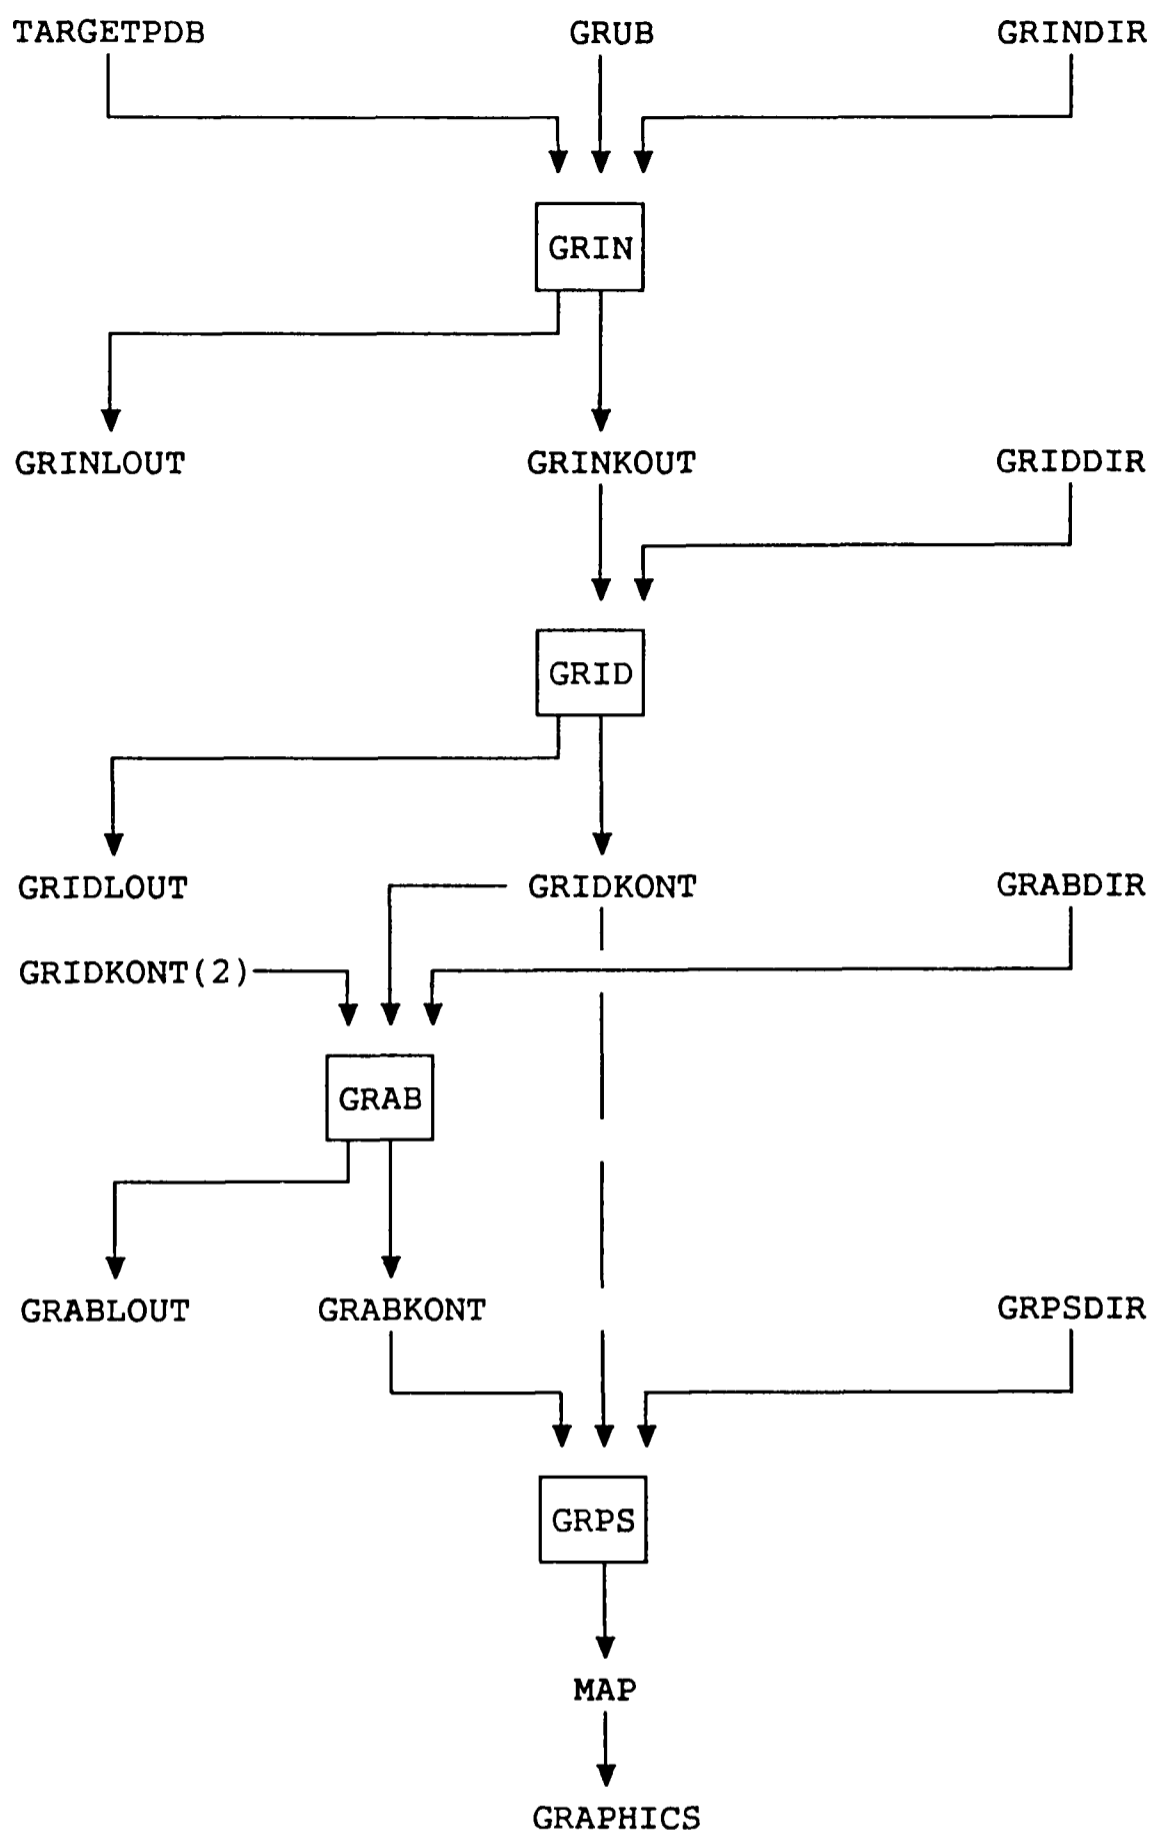 TARGETPDB GRUB GRINDIR
GRIN
GRINLOUT GRINKOUT GRIDDIR
GRID
GRIDLOUT GRIDKONT GRABDIR
GRIDKONT(2)
GRAB
GRABLOUT GRABKONT GRPSDIR
GRPS
MAP
GRAPHICS